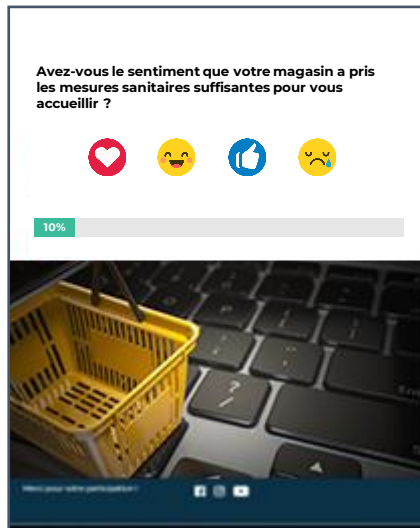 Avez-vous le sentiment que votre magasin a pris
les mesures sanitaires suffisantes pour vous
accueillir ?
10%
?
/
Merci pour votre participation !